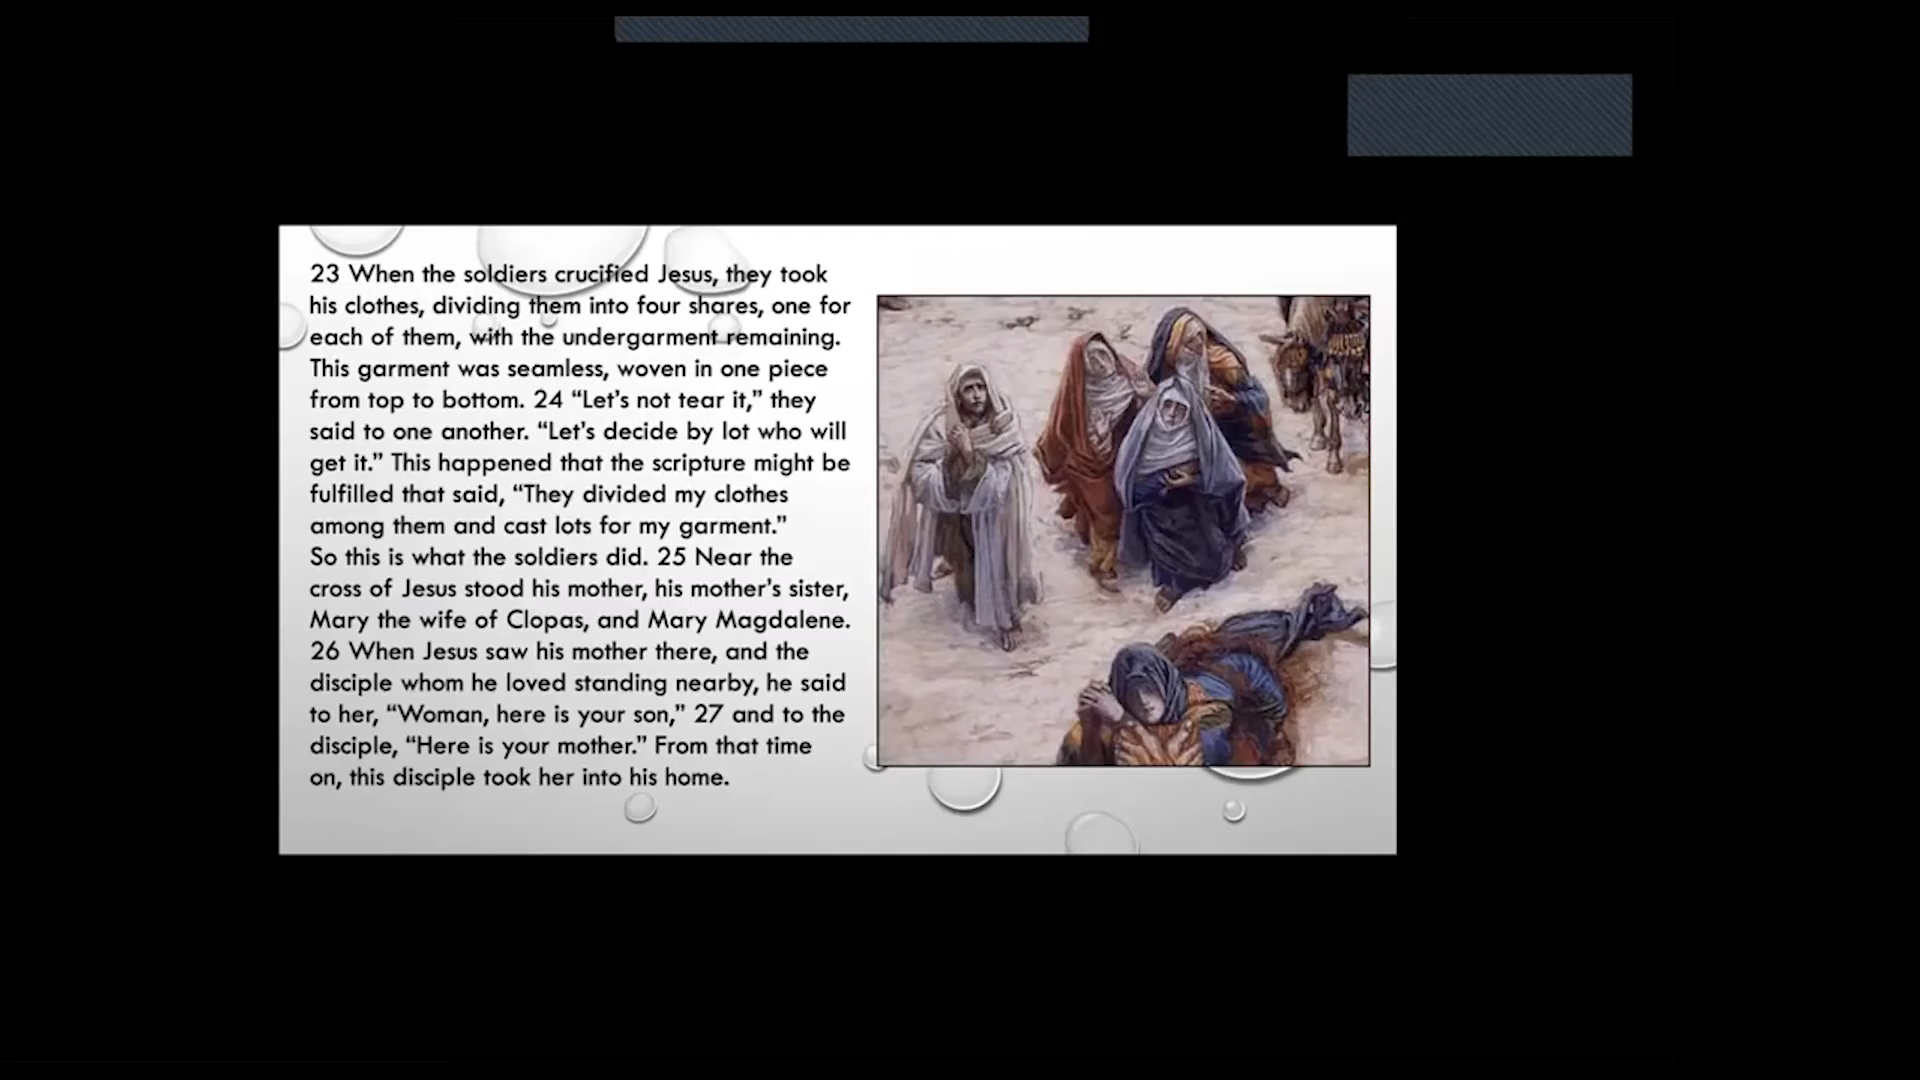 23 When the soldiers crucified Jesus, they took
his clothes, dividing them into four shares, one for
each of them, with the undergarment remaining.
This garment was seamless, woven in one piece
from top to bottom. 24 “Let’s not tear it,” they
said to one another. “Let’s decide by lot who will
get it.” This happened that the scripture might be
fulfilled that said, “They divided my clothes
among them and cast lots for my garment.”
So this is what the soldiers did. 25 Near the
cross of Jesus stood his mother, his mother’s sister,
Mary the wife of Clopas, and Mary Magdalene.
26 When Jesus saw his mother there, and the
disciple whom he loved standing nearby, he said
to her, “Woman, here is your son,” 27 and to the
disciple, “Here is your mother.” From that time
on, this disciple took her into his home.